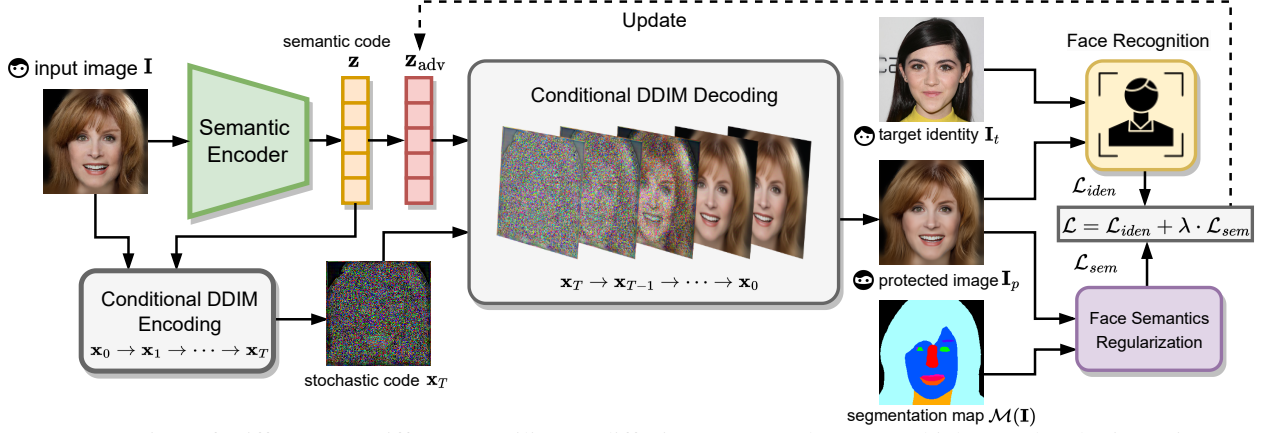 Update
semantic code
z
z_adv
input image I
Semantic
Encoder
Conditional DDIM
Encoding
x_0 → x_1 → ⋯ → x_T
stochastic code x_T
Conditional DDIM Decoding
x_T → x_{T−1} → ⋯ → x_0
target identity I_t
protected image I_p
segmentation map M(I)
Face Recognition
L_iden
L = L_iden + λ · L_sem
L_sem
Face Semantics
Regularization